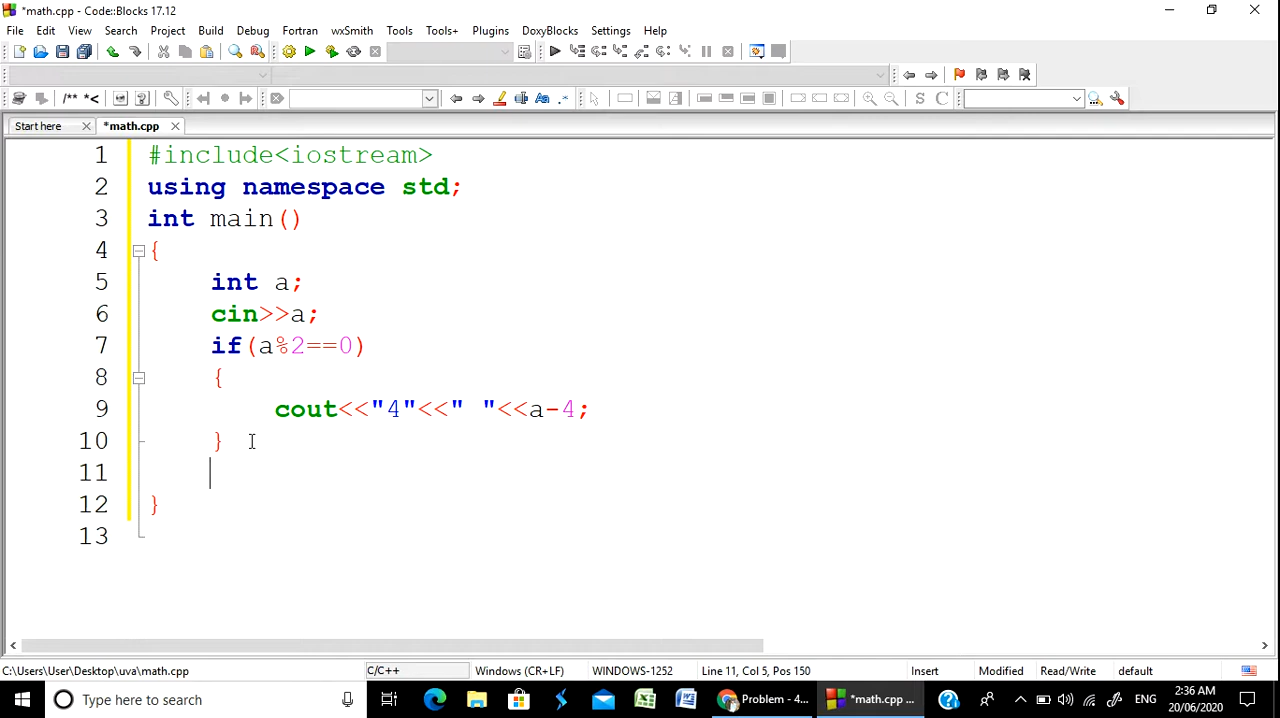 *math.cpp - Code::Blocks 17.12
File Edit View Search Project Build Debug Fortran wxSmith Tools Tools+ Plugins DoxyBlocks Settings Help
/** *<
S C
Start here *math.cpp
1 #include<iostream>
2 using namespace std;
3 int main()
4 {
5 int a;
6 cin>>a;
7 if(a%2==0)
8 {
9 cout<<"4"<<" "<<a-4;
10 }
11
12 }
13
C:\Users\User\Desktop\uva\math.cpp C/C++ Windows (CR+LF) WINDOWS-1252 Line 11, Col 5, Pos 150 Insert Modified Read/Write default
Type here to search Problem - 4... *math.cpp ... ENG 2:36 AM
20/06/2020